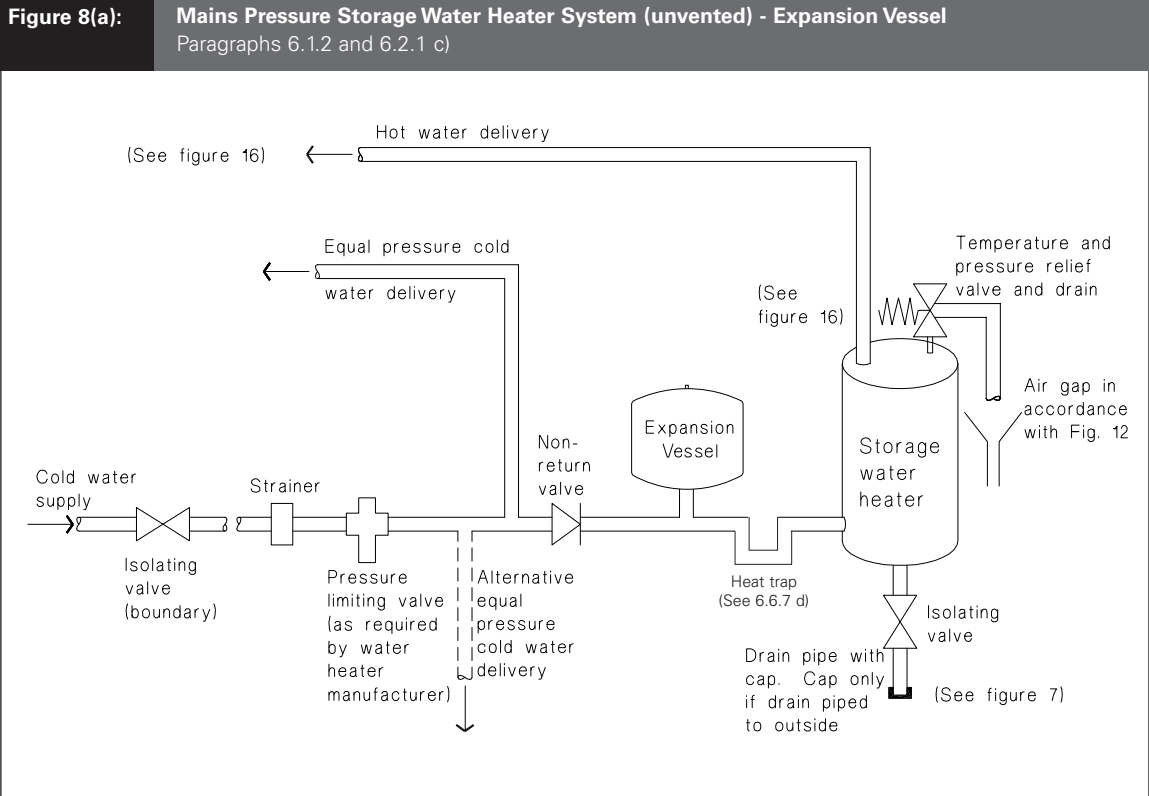 Figure 8(a):
Mains Pressure Storage Water Heater System (unvented) - Expansion Vessel
Paragraphs 6.1.2 and 6.2.1 c)
Hot water delivery
(See figure 16)
Equal pressure cold
water delivery
Temperature and
pressure relief
valve and drain
(See
figure 16)
Air gap in
accordance
with Fig. 12
Expansion
Vessel
Storage
water
heater
Non-
return
valve
Cold water
supply
Strainer
Isolating
valve
(boundary)
Pressure
limiting valve
(as required
by water
heater
manufacturer)
Alternative
equal
pressure
cold water
delivery
Heat trap
(See 6.6.7 d)
Isolating
valve
Drain pipe with
cap. Cap only
if drain piped
to outside
(See figure 7)